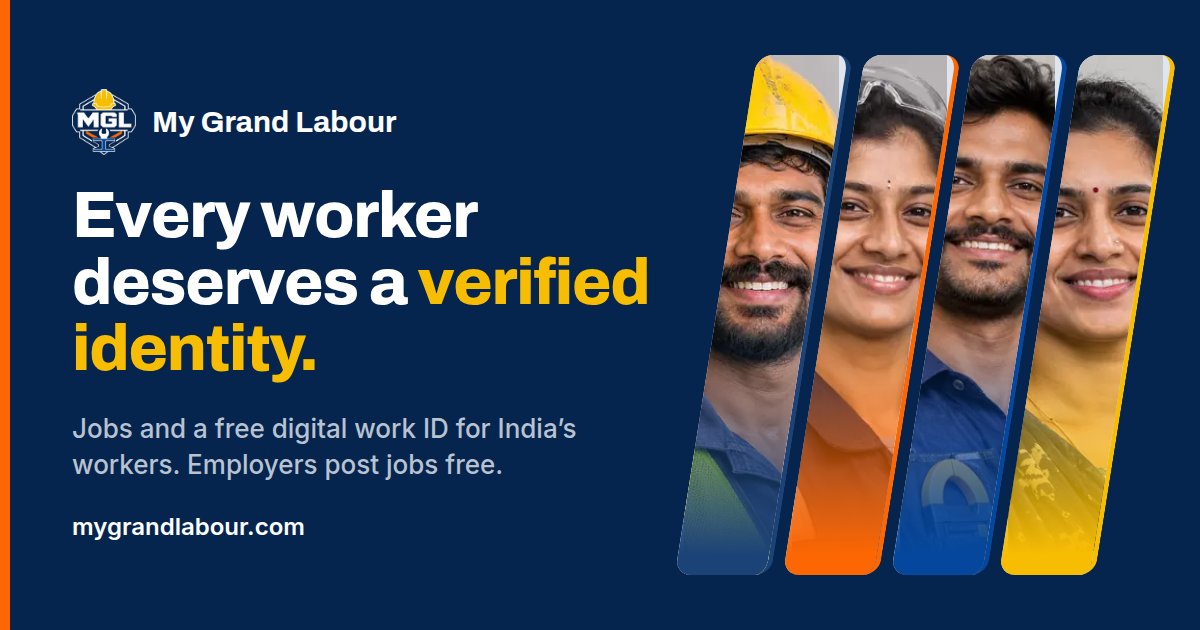 MGL
My Grand Labour
Every worker
deserves a verified
identity.
Jobs and a free digital work ID for India’s
workers. Employers post jobs free.
mygrandlabour.com